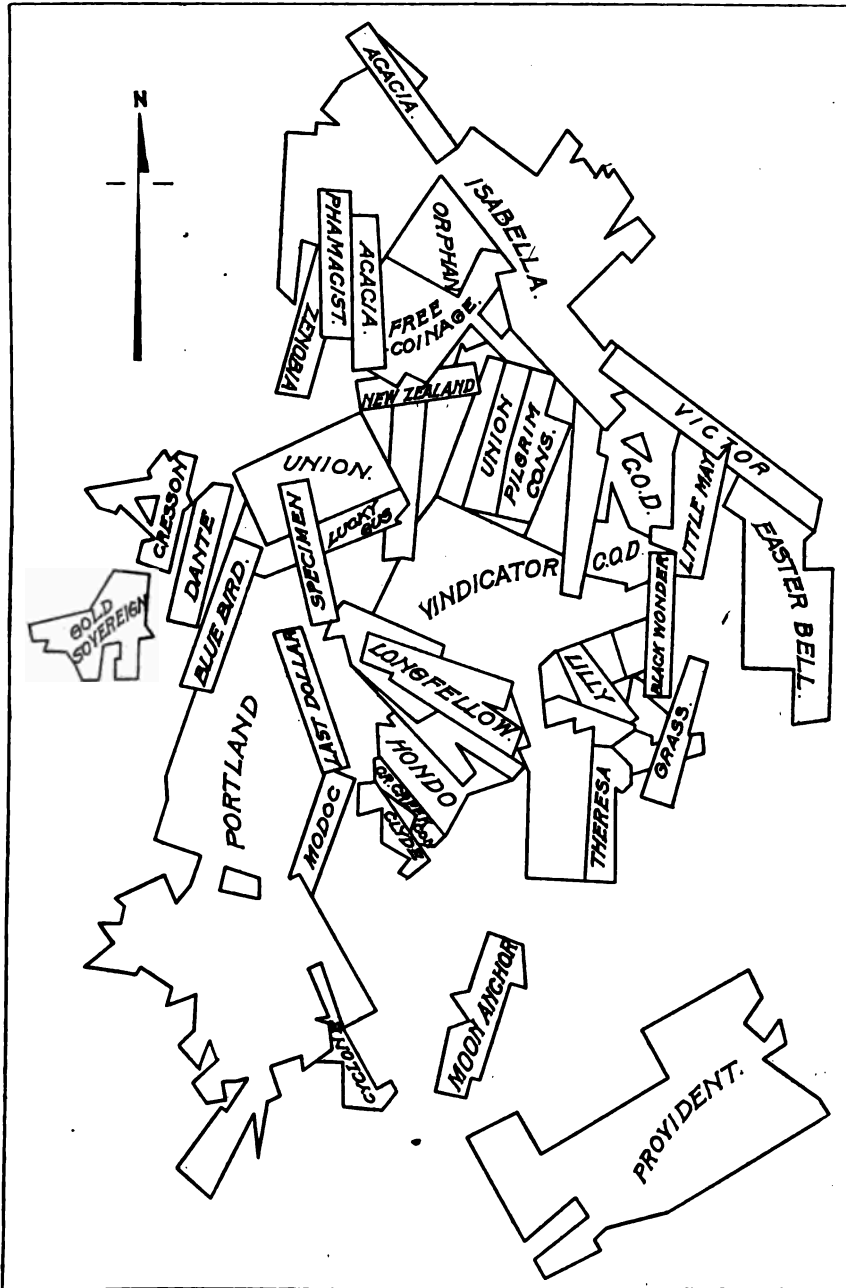 N
ACACIA.
ISABELLA.
ORPHAN
PHAMACIST.
ACACIA.
ZENOBIA
FREE
COINAGE.
NEW ZEALAND
VICTOR
UNION
PILGRIM
CONS.
C.O.D.
LITTLE MAY
EASTER BELL.
UNION.
CRESSON
DANTE
BLUE BIRD.
SPECIMEN
LUCKY
GUS
VINDICATOR
C.O.D.
BLACK WONDER
GOLD
SOVEREIGN
LAST DOLLAR
LONGFELLOW.
LILLY
GRASS.
PORTLAND
MODOC
HONDO
CLYDE
THERESA
CYCLONE
MOON ANCHOR
PROVIDENT.